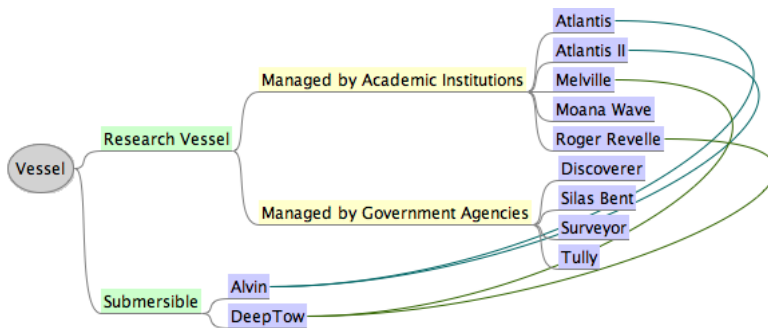 Vessel
Research Vessel
Managed by Academic Institutions
Atlantis
Atlantis II
Melville
Moana Wave
Roger Revelle
Managed by Government Agencies
Discoverer
Silas Bent
Surveyor
Tully
Submersible
Alvin
DeepTow